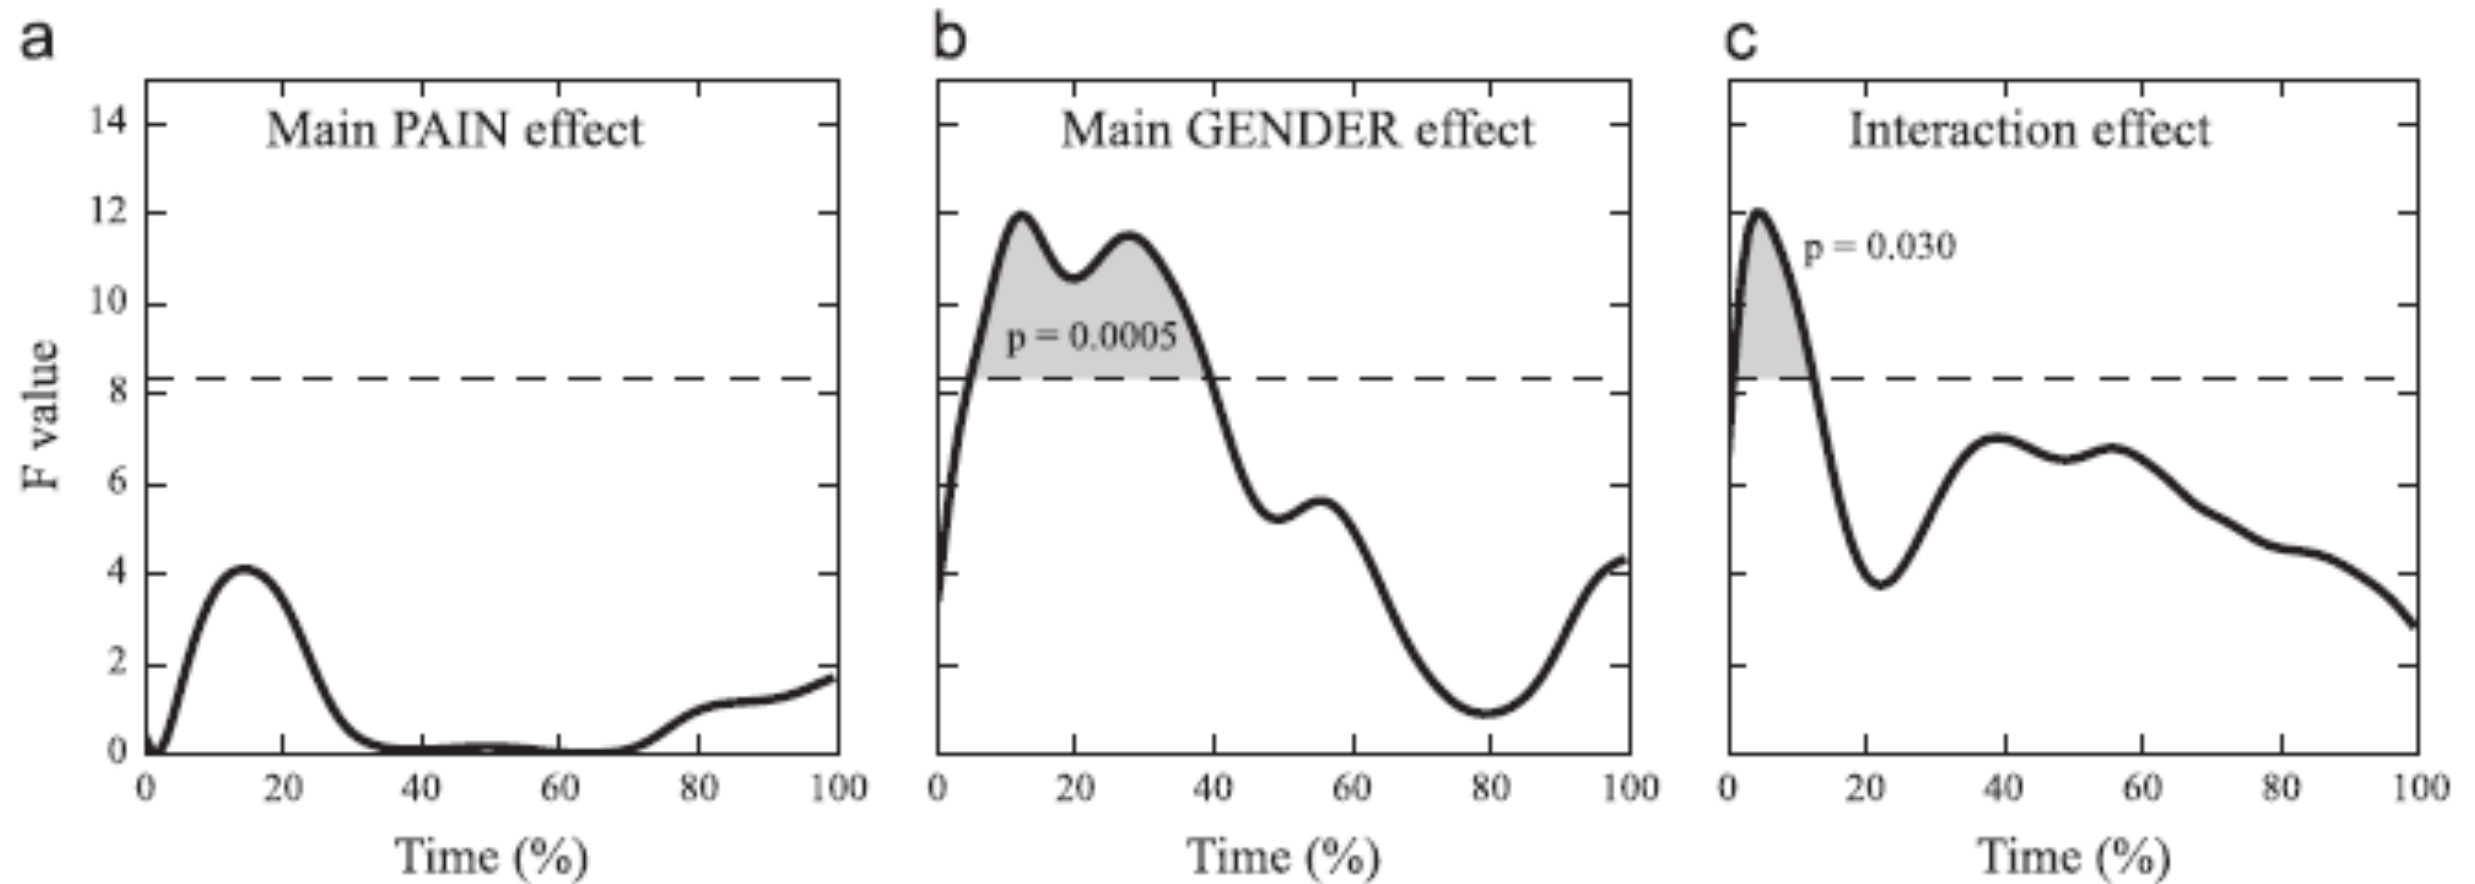 a
b
c
Main PAIN effect
Main GENDER effect
Interaction effect
F value
14
12
10
8
6
4
2
0
p = 0.0005
p = 0.030
0 20 40 60 80 100
0 20 40 60 80 100
0 20 40 60 80 100
Time (%)
Time (%)
Time (%)